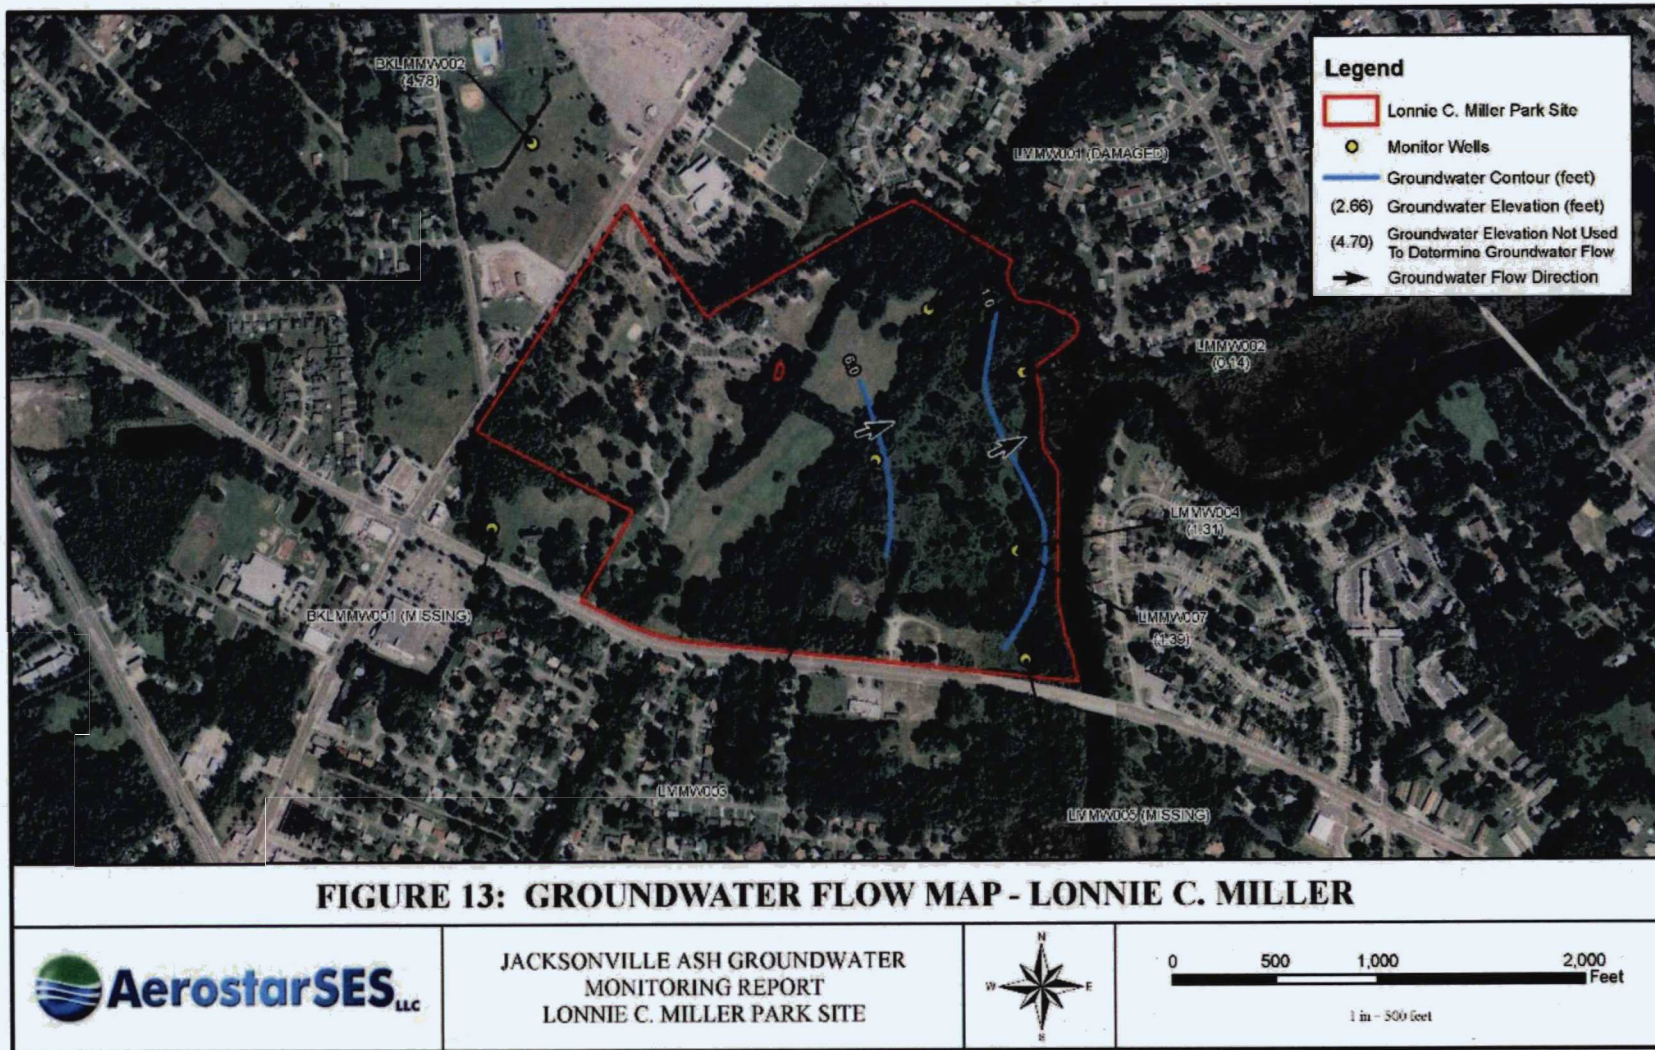 BKLMMW002
(4.78)
LMMW001 (DAMAGED)
Legend
Lonnie C. Miller Park Site
Monitor Wells
Groundwater Contour (feet)
(2.66) Groundwater Elevation (feet)
(4.70) Groundwater Elevation Not Used
To Determine Groundwater Flow
Groundwater Flow Direction
1.0
6.0
LMMW002
(0.14)
LMMW004
(1.31)
BKLMMW001 (MISSING)
LMMW007
(1.39)
LMMW003
LMMW005 (MISSING)
FIGURE 13: GROUNDWATER FLOW MAP - LONNIE C. MILLER
AerostarSES LLC
JACKSONVILLE ASH GROUNDWATER
MONITORING REPORT
LONNIE C. MILLER PARK SITE
N
W E
S
0 500 1,000 2,000
Feet
1 in = 500 feet